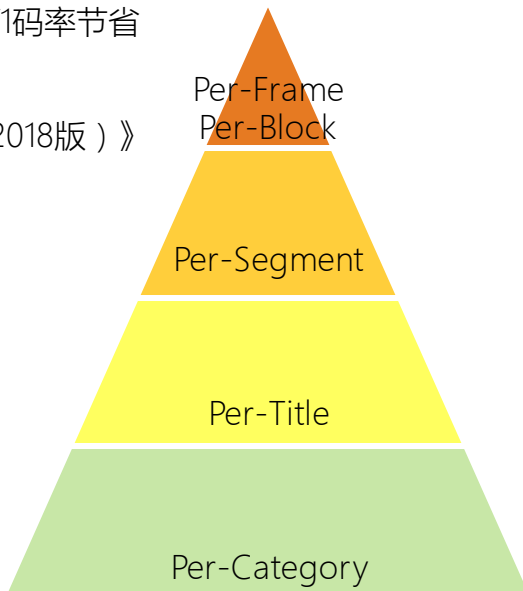 1码率节省
2018版）》
Per-Frame
Per-Block
Per-Segment
Per-Title
Per-Category